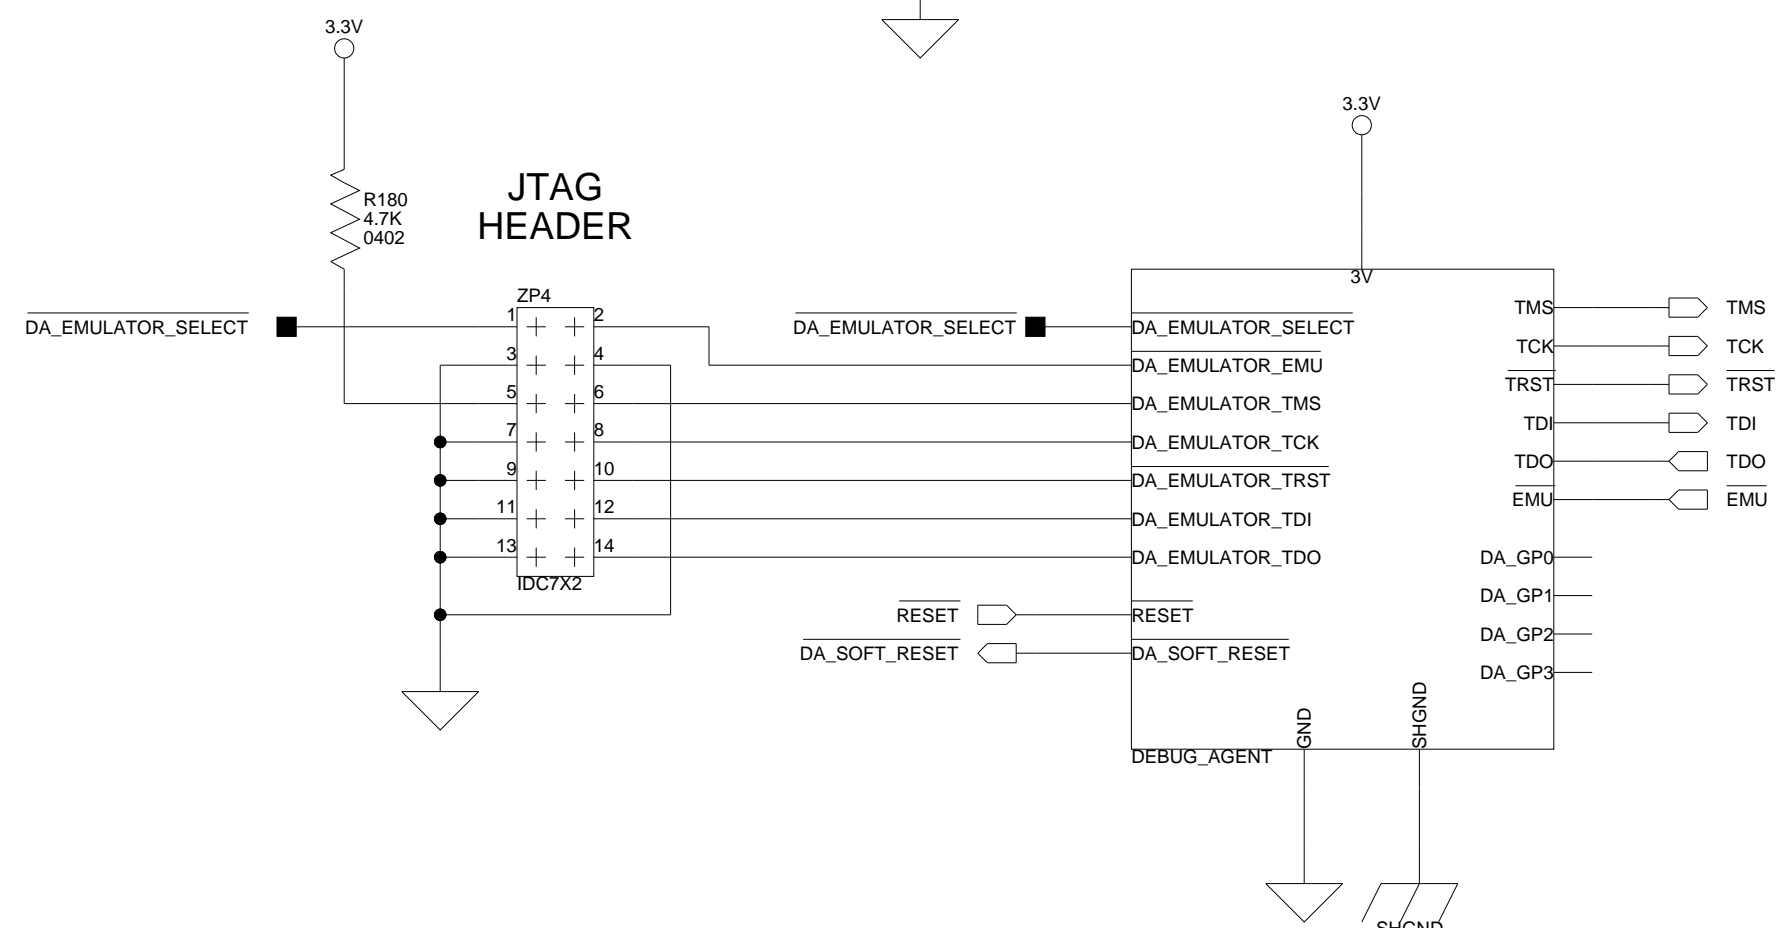 3.3V
3.3V
R180
4.7K
0402
JTAG
HEADER
ZP4
DA_EMULATOR_SELECT
1
2
3
4
5
6
7
8
9
10
11
12
13
14
IDC7X2
DA_EMULATOR_SELECT
3V
DA_EMULATOR_SELECT
DA_EMULATOR_EMU
DA_EMULATOR_TMS
DA_EMULATOR_TCK
DA_EMULATOR_TRST
DA_EMULATOR_TDI
DA_EMULATOR_TDO
RESET
RESET
DA_SOFT_RESET
DA_SOFT_RESET
TMS
TMS
TCK
TCK
TRST
TRST
TDI
TDI
TDO
TDO
EMU
EMU
DA_GP0
DA_GP1
DA_GP2
DA_GP3
GND
SHGND
DEBUG_AGENT
SHGND